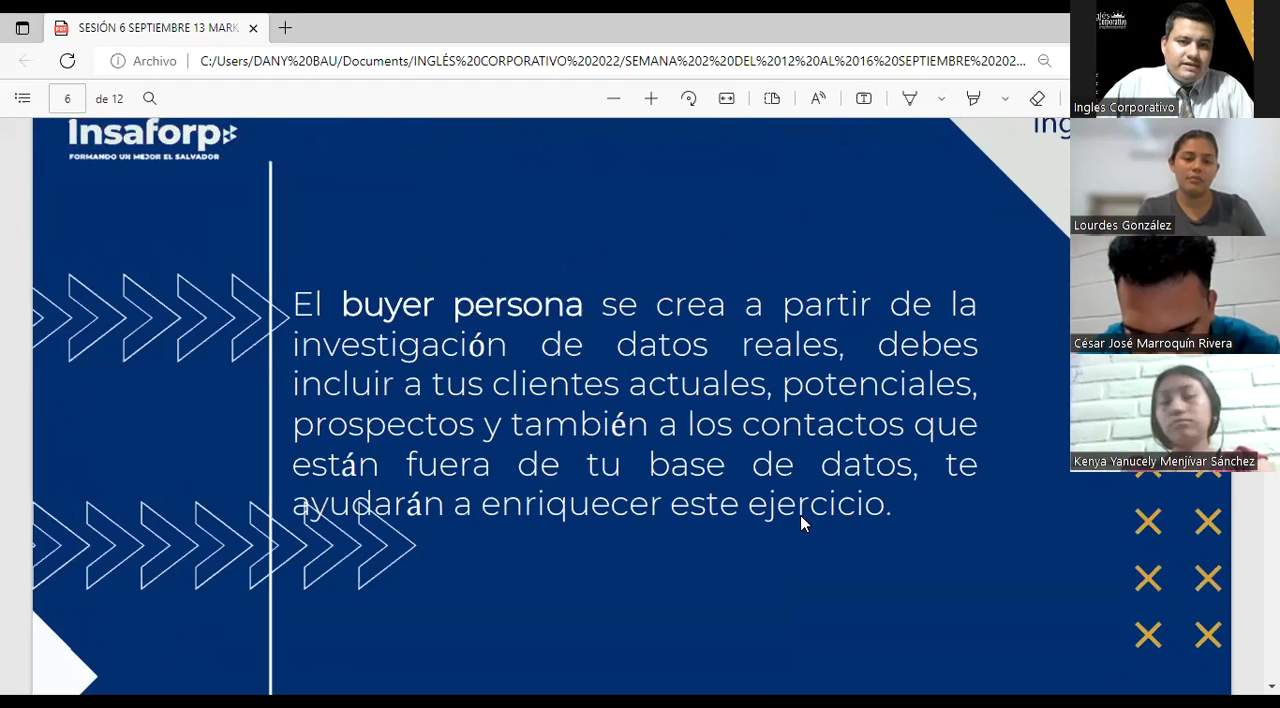 SESIÓN 6 SEPTIEMBRE 13 MARK
Archivo
C:/Users/DANY%20BAU/Documents/INGLÉS%20CORPORATIVO%202022/SEMANA%202%20DEL%2012%20AL%2016%20SEPTIEMBRE%20202...
6
de 12
Insaforp
FORMANDO UN MEJOR EL SALVADOR
Ing
El buyer persona se crea a partir de la
investigación de datos reales, debes
incluir a tus clientes actuales, potenciales,
prospectos y también a los contactos que
están fuera de tu base de datos, te
ayudarán a enriquecer este ejercicio.
Ingles Corporativo
Lourdes González
César José Marroquín Rivera
Kenya Yanucely Menjívar Sánchez